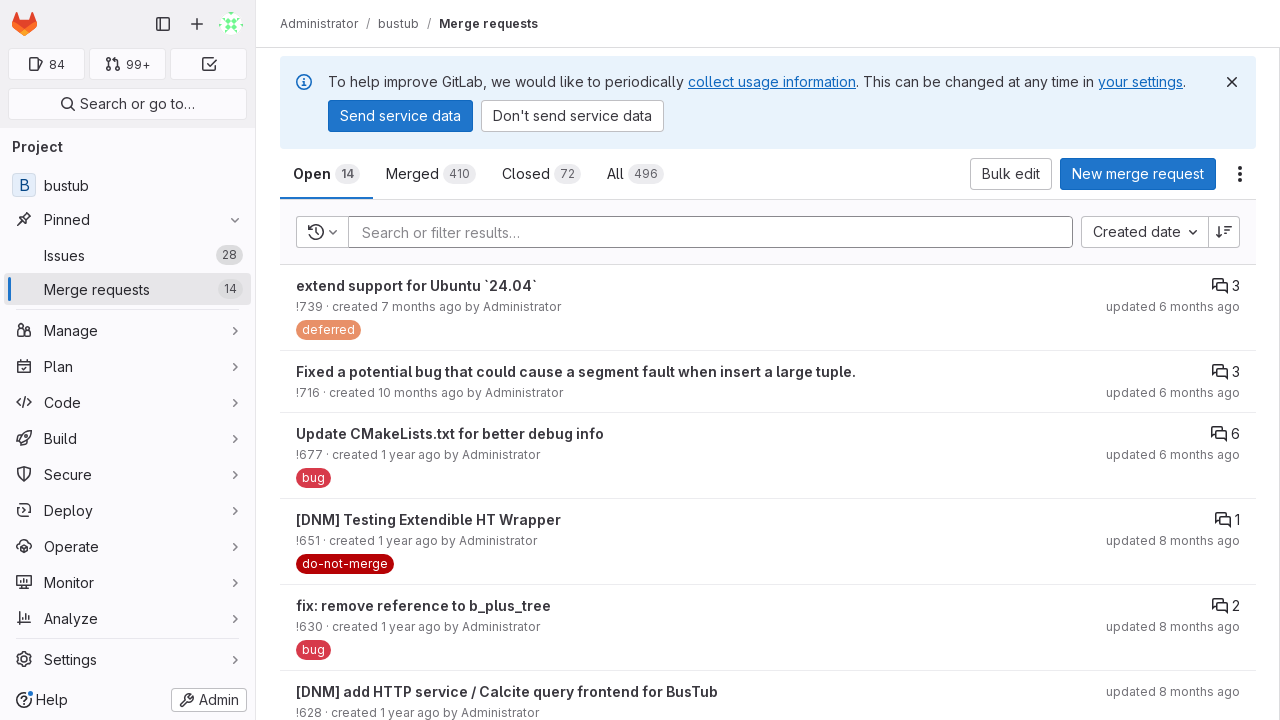 Administrator / bustub / Merge requests
84
99+
Search or go to…
Project
B bustub
Pinned
Issues 28
Merge requests 14
Manage
Plan
Code
Build
Secure
Deploy
Operate
Monitor
Analyze
Settings
Help
Admin
To help improve GitLab, we would like to periodically collect usage information. This can be changed at any time in your settings.
Send service data
Don't send service data
Open 14
Merged 410
Closed 72
All 496
Bulk edit
New merge request
Search or filter results…
Created date
extend support for Ubuntu `24.04`
3
!739 · created 7 months ago by Administrator
updated 6 months ago
deferred
Fixed a potential bug that could cause a segment fault when insert a large tuple.
3
!716 · created 10 months ago by Administrator
updated 6 months ago
Update CMakeLists.txt for better debug info
6
!677 · created 1 year ago by Administrator
updated 6 months ago
bug
[DNM] Testing Extendible HT Wrapper
1
!651 · created 1 year ago by Administrator
updated 8 months ago
do-not-merge
fix: remove reference to b_plus_tree
2
!630 · created 1 year ago by Administrator
updated 8 months ago
bug
[DNM] add HTTP service / Calcite query frontend for BusTub
updated 8 months ago
!628 · created 1 year ago by Administrator